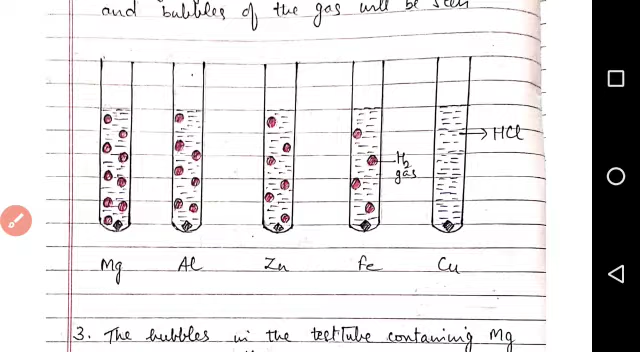 and bubbles of the gas will be seen
HCl
H2
gas
Mg Al Zn Fe Cu
3. The bubbles in the testtube containing Mg